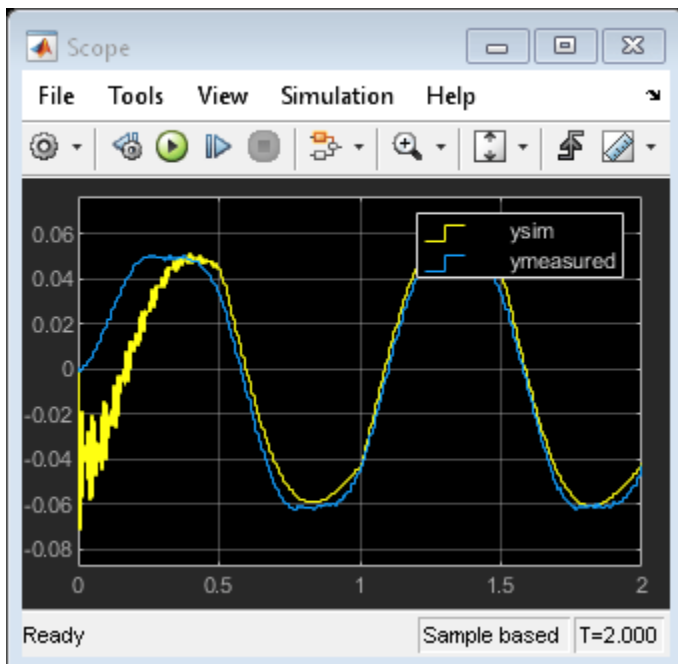 Scope
File Tools View Simulation Help
ysim
ymeasured
0.06
0.04
0.02
0
-0.02
-0.04
-0.06
-0.08
0 0.5 1 1.5 2
Ready Sample based T=2.000